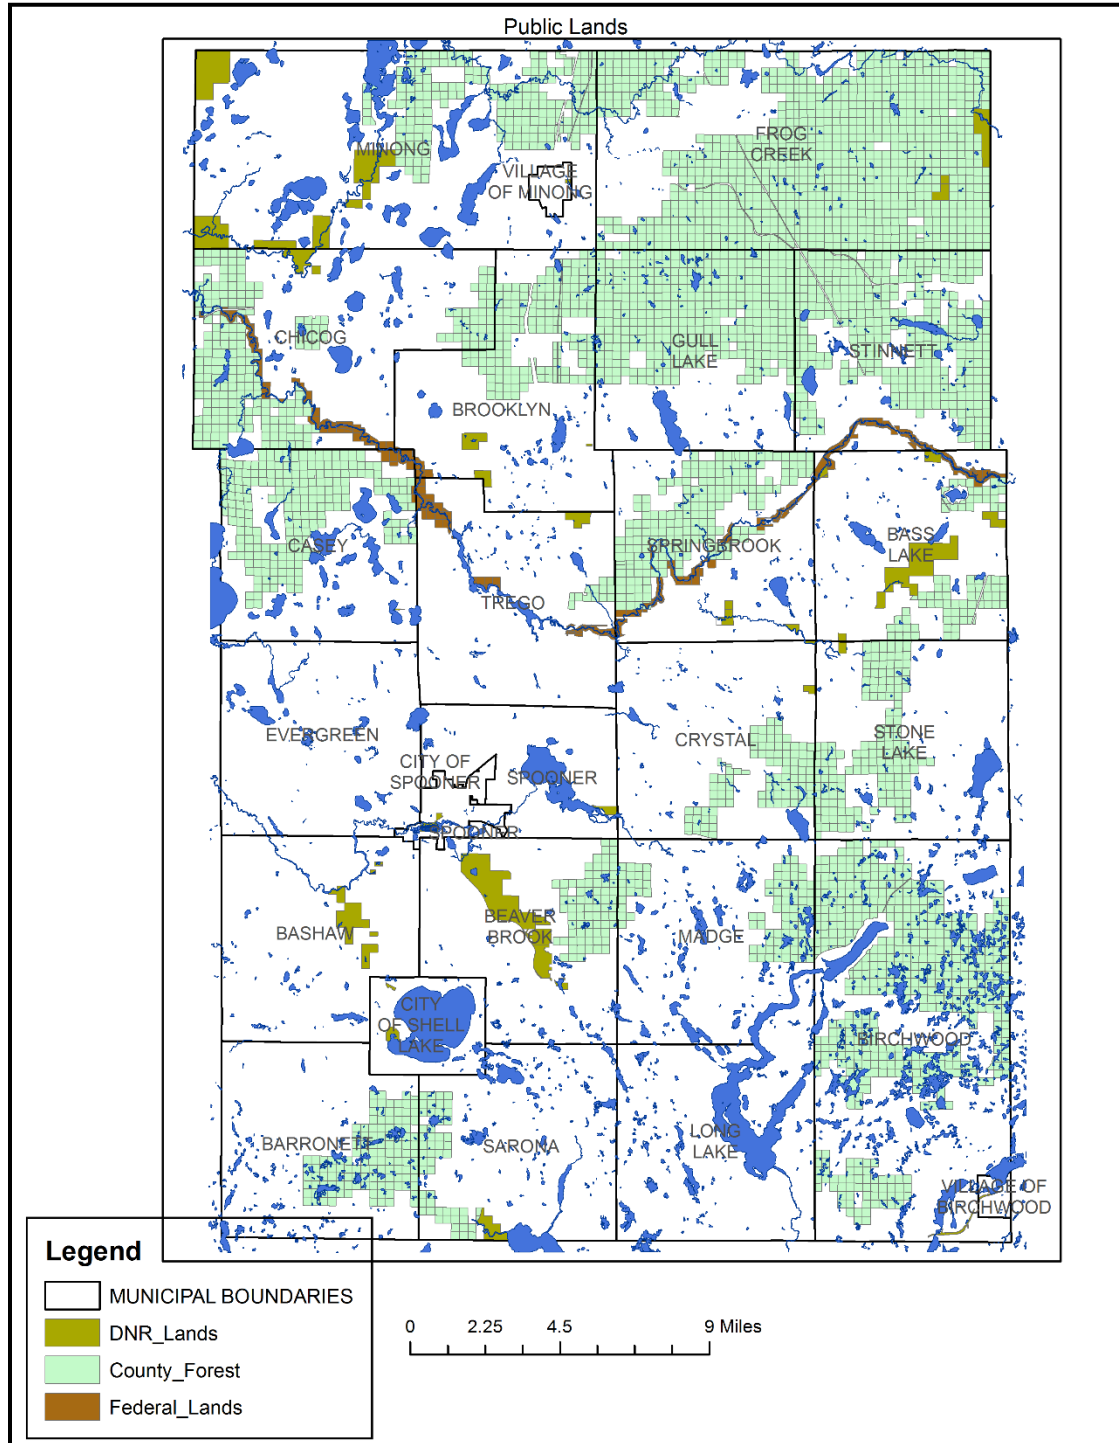 Public Lands
FROG
CREEK
MINONG
VILLAGE
OF MINONG
CHICOG
GULL
LAKE
STINNETT
BROOKLYN
CASEY
SPRINGBROOK
BASS
LAKE
TREGO
EVERGREEN
CRYSTAL
STONE
LAKE
CITY OF
SPOONER
SPOONER
SPOONER
BEAVER
BROOK
BASHAW
MADGE
CITY
OF SHELL
LAKE
BIRCHWOOD
BARRONETT
SARONA
LONG
LAKE
VILLAGE OF
BIRCHWOOD
Legend
MUNICIPAL BOUNDARIES
DNR_Lands
County_Forest
Federal_Lands
0 2.25 4.5 9 Miles